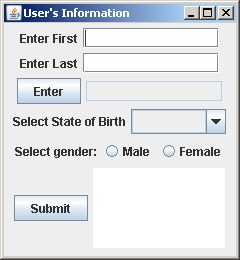 User's Information
Enter First
Enter Last
Enter
Select State of Birth
Select gender: Male Female
Submit